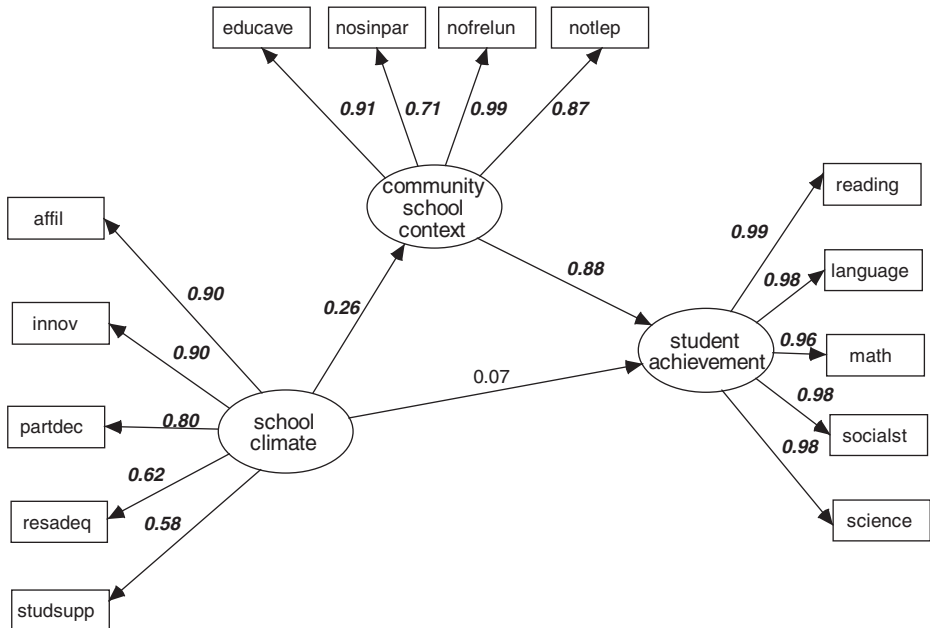 educave
nosinpar
nofrelun
notlep
0.91
0.71
0.99
0.87
community
school
context
reading
affil
0.99
language
0.90
0.88
0.98
innov
0.26
student
achievement
0.96
math
0.90
0.07
0.98
partdec
0.80
school
climate
socialst
0.98
0.62
resadeq
0.58
science
studsupp